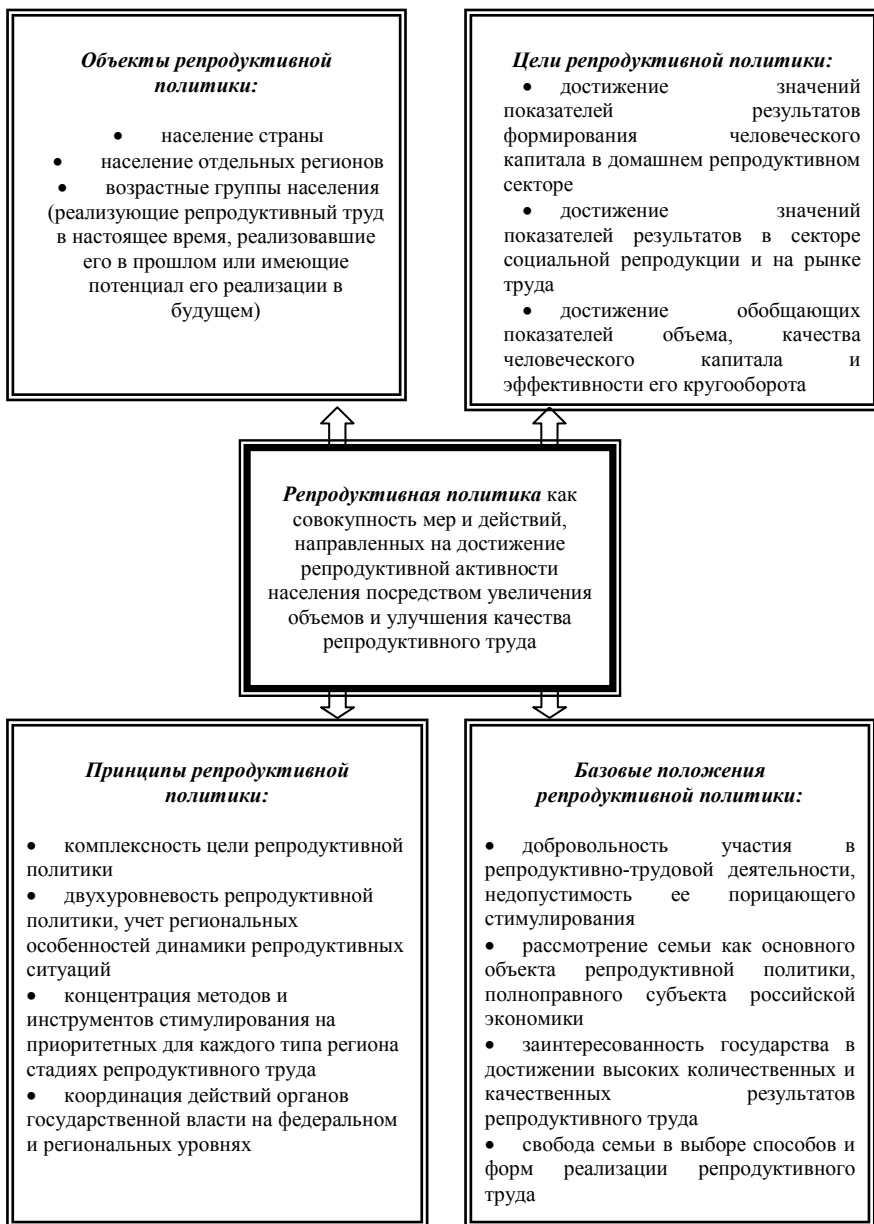 Объекты репродуктивной
политики:
• население страны
• население отдельных регионов
• возрастные группы населения
(реализующие репродуктивный труд
в настоящее время, реализовавшие
его в прошлом или имеющие
потенциал его реализации в
будущем)
Цели репродуктивной политики:
• достижение значений
показателей результатов
формирования человеческого
капитала в домашнем репродуктивном
секторе
• достижение значений
показателей результатов в секторе
социальной репродукции и на рынке
труда
• достижение обобщающих
показателей объема, качества
человеческого капитала и
эффективности его кругооборота
Репродуктивная политика как
совокупность мер и действий,
направленных на достижение
репродуктивной активности
населения посредством увеличения
объемов и улучшения качества
репродуктивного труда
Принципы репродуктивной
политики:
• комплексность цели репродуктивной
политики
• двухуровневость репродуктивной
политики, учет региональных
особенностей динамики репродуктивных
ситуаций
• концентрация методов и
инструментов стимулирования на
приоритетных для каждого типа региона
стадиях репродуктивного труда
• координация действий органов
государственной власти на федеральном
и региональных уровнях
Базовые положения
репродуктивной политики:
• добровольность участия в
репродуктивно-трудовой деятельности,
недопустимость ее порицающего
стимулирования
• рассмотрение семьи как основного
объекта репродуктивной политики,
полноправного субъекта российской
экономики
• заинтересованность государства в
достижении высоких количественных и
качественных результатов
репродуктивного труда
• свобода семьи в выборе способов и
форм реализации репродуктивного
труда